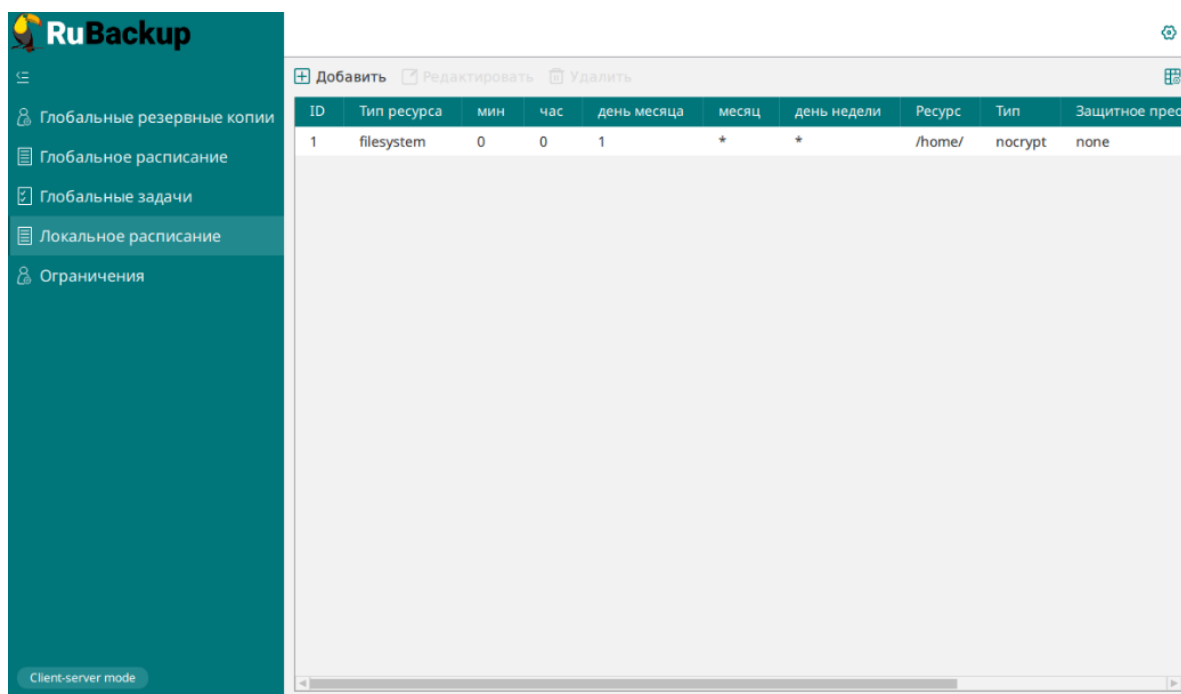 RuBackup
Добавить Редактировать Удалить
Глобальные резервные копии
Глобальное расписание
Глобальные задачи
Локальное расписание
Ограничения
ID Тип ресурса мин час день месяца месяц день недели Ресурс Тип Защитное прео
1 filesystem 0 0 1 * * /home/ nocrypt none
Client-server mode